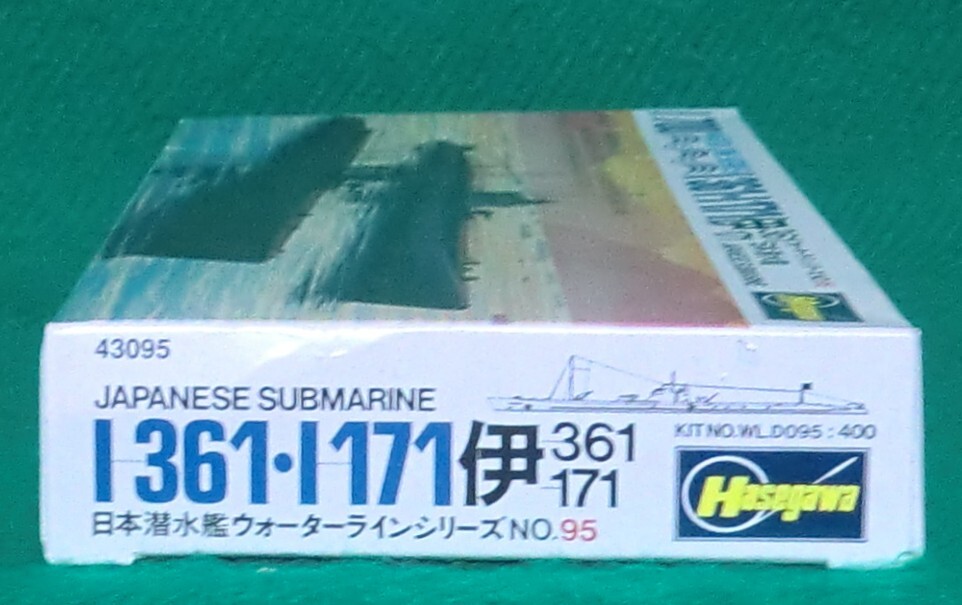 43095
JAPANESE SUBMARINE
I 361・I 171 伊 361 171
KIT NO. WL.D095 : 400
Hasegawa
日本潜水艦ウォーターラインシリーズNO.95
Hasegawa